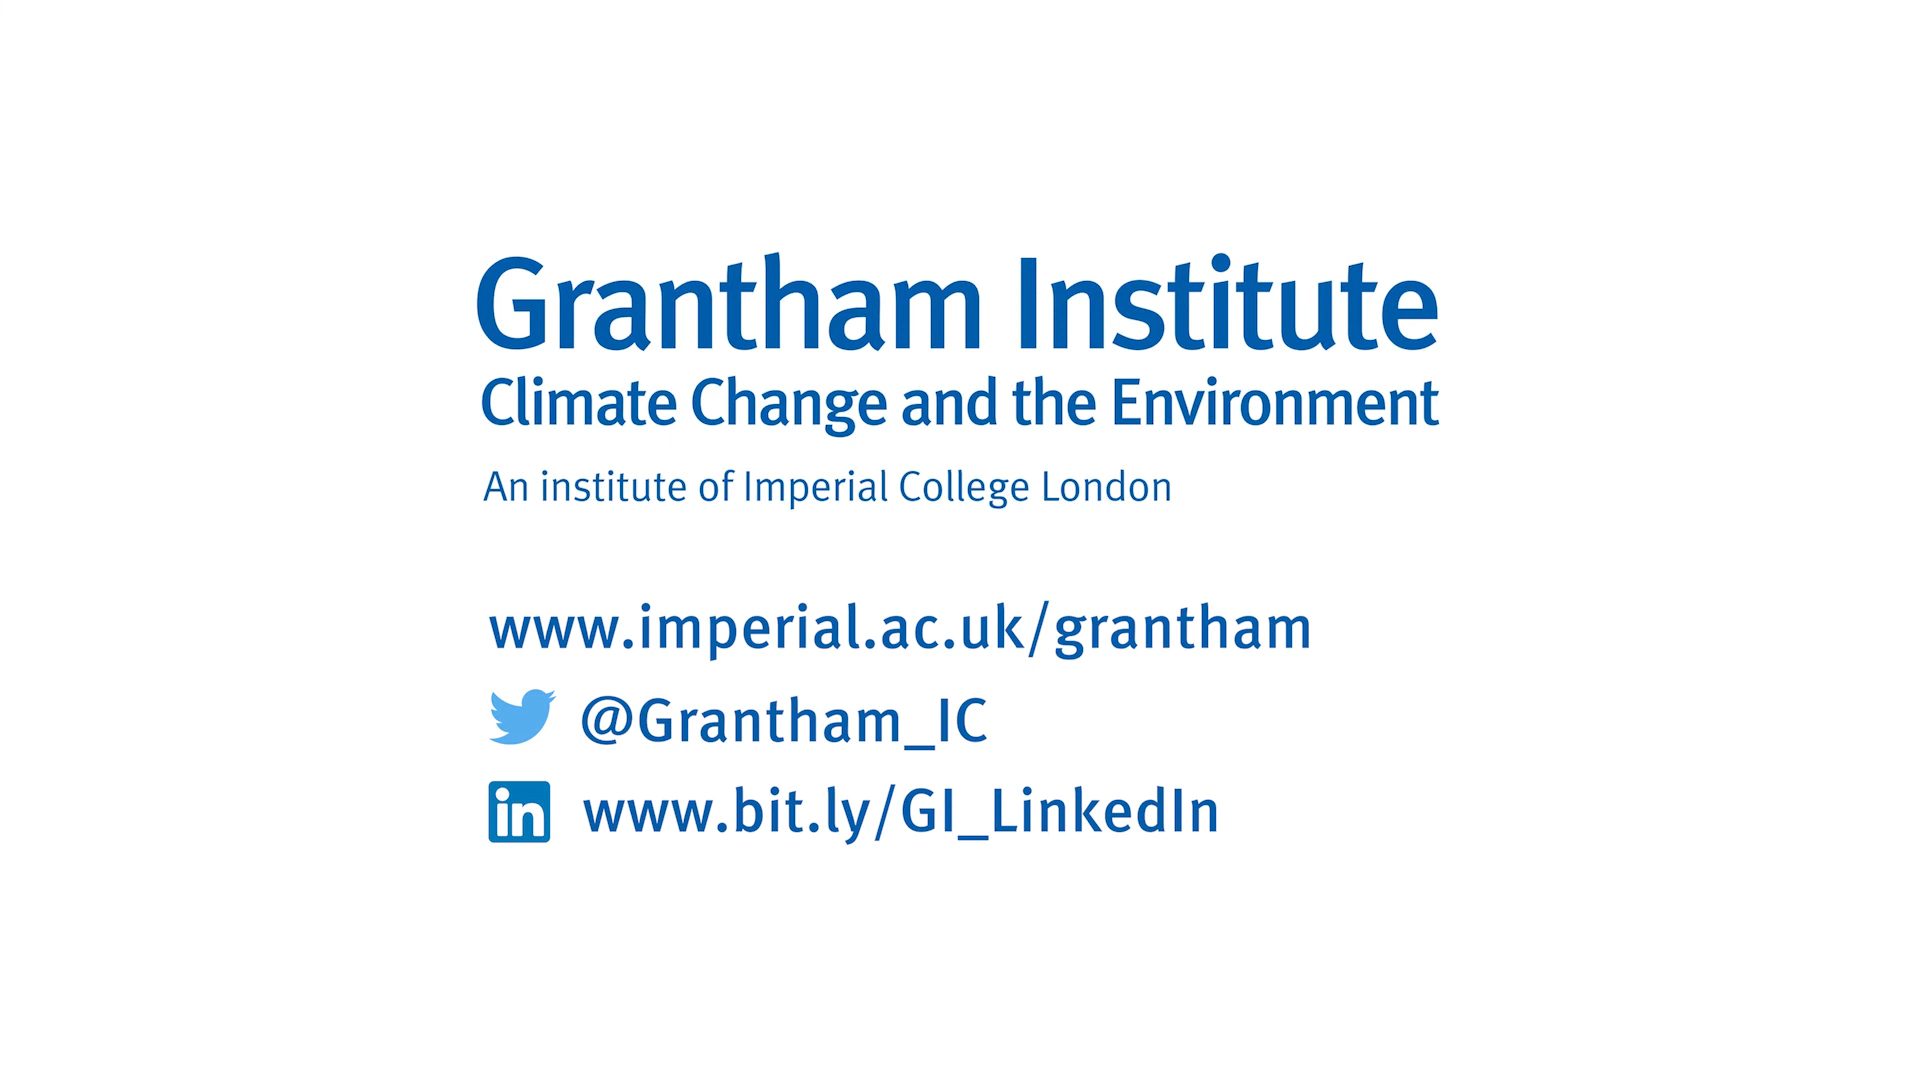 Grantham Institute
Climate Change and the Environment
An institute of Imperial College London
www.imperial.ac.uk/grantham
@Grantham_IC
in www.bit.ly/GI_LinkedIn